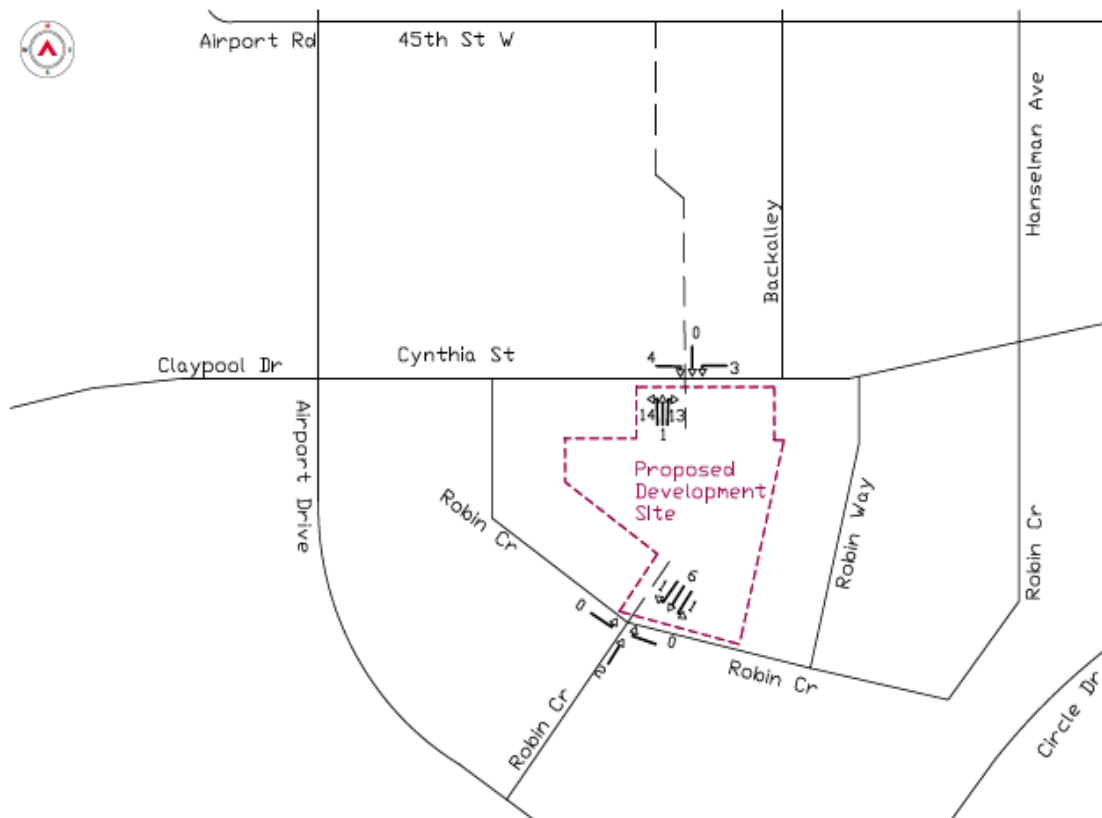 Airport Rd
45th St W
Hanselman Ave
Backalley
0
4
3
Claypool Dr
Cynthia St
14
13
1
Airport Drive
Proposed
Development
SIte
Robin Cr
Robin Way
Robin Cr
6
1
1
0
0
2
Robin Cr
Robin Cr
Circle Dr